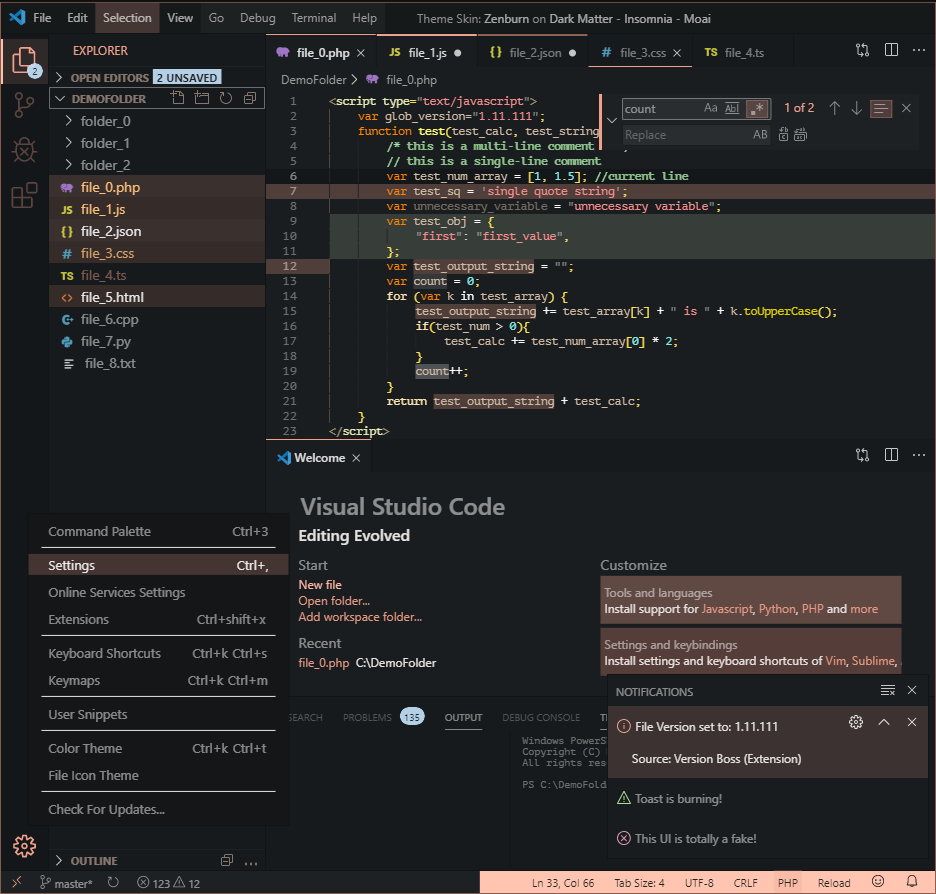 File Edit Selection View Go Debug Terminal Help Theme Skin: Zenburn on Dark Matter - Insomnia - Moai
2
EXPLORER
OPEN EDITORS 2 UNSAVED
DEMOFOLDER
folder_0
folder_1
folder_2
file_0.php
JS file_1.js
{} file_2.json
# file_3.css
TS file_4.ts
<> file_5.html
file_6.cpp
file_7.py
file_8.txt
file_0.php × JS file_1.js ● {} file_2.json ● # file_3.css × TS file_4.ts
DemoFolder > file_0.php
1 <script type="text/javascript">
2 var glob_version="1.11.111";
3 function test(test_calc, test_string
4 /* this is a multi-line comment
5 // this is a single-line comment
6 var test_num_array = [1, 1.5]; //current line
7 var test_sq = 'single quote string';
8 var unnecessary_variable = "unnecessary variable";
9 var test_obj = {
10 "first": "first_value",
11 };
12 var test_output_string = "";
13 var count = 0;
14 for (var k in test_array) {
15 test_output_string += test_array[k] + " is " + k.toUpperCase();
16 if(test_num > 0){
17 test_calc += test_num_array[0] * 2;
18 }
19 count++;
20 }
21 return test_output_string + test_calc;
22 }
23 </script>
count Aa Abl .* 1 of 2
Replace AB
Welcome ×
Visual Studio Code
Editing Evolved
Start
New file
Open folder...
Add workspace folder...
Recent
file_0.php C:\DemoFolder
Customize
Tools and languages
Install support for Javascript, Python, PHP and more
Settings and keybindings
Install settings and keyboard shortcuts of Vim, Sublime,
Command Palette Ctrl+3
Settings Ctrl+,
Online Services Settings
Extensions Ctrl+shift+x
Keyboard Shortcuts Ctrl+k Ctrl+s
Keymaps Ctrl+k Ctrl+m
User Snippets
Color Theme Ctrl+k Ctrl+t
File Icon Theme
Check For Updates...
SEARCH PROBLEMS 135 OUTPUT DEBUG CONSOLE
Windows PowerS
Copyright (C)
All rights res
PS C:\DemoFold
NOTIFICATIONS
File Version set to: 1.11.111
Source: Version Boss (Extension)
Toast is burning!
This UI is totally a fake!
OUTLINE
master* 123 12 Ln 33, Col 66 Tab Size: 4 UTF-8 CRLF PHP Reload